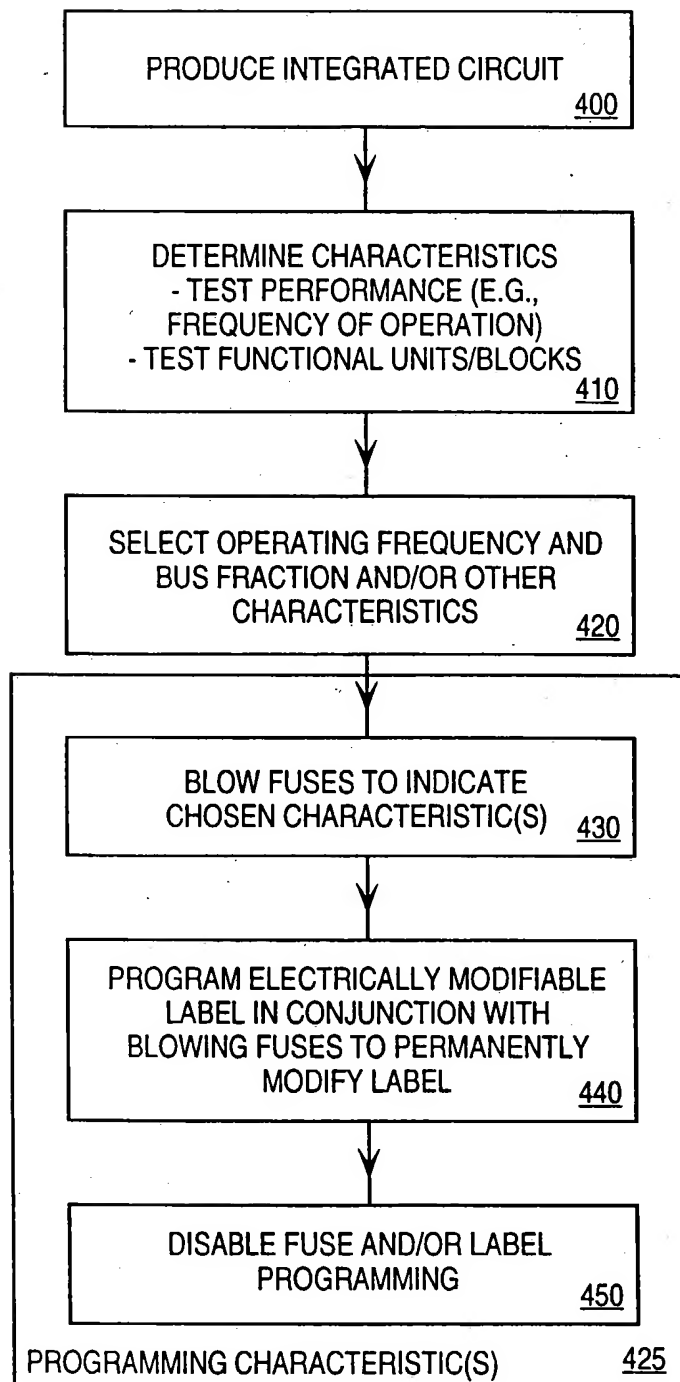 PRODUCE INTEGRATED CIRCUIT
400
DETERMINE CHARACTERISTICS
- TEST PERFORMANCE (E.G.,
FREQUENCY OF OPERATION)
- TEST FUNCTIONAL UNITS/BLOCKS
410
SELECT OPERATING FREQUENCY AND
BUS FRACTION AND/OR OTHER
CHARACTERISTICS
420
BLOW FUSES TO INDICATE
CHOSEN CHARACTERISTIC(S)
430
PROGRAM ELECTRICALLY MODIFIABLE
LABEL IN CONJUNCTION WITH
BLOWING FUSES TO PERMANENTLY
MODIFY LABEL
440
DISABLE FUSE AND/OR LABEL
PROGRAMMING
450
PROGRAMMING CHARACTERISTIC(S)
425